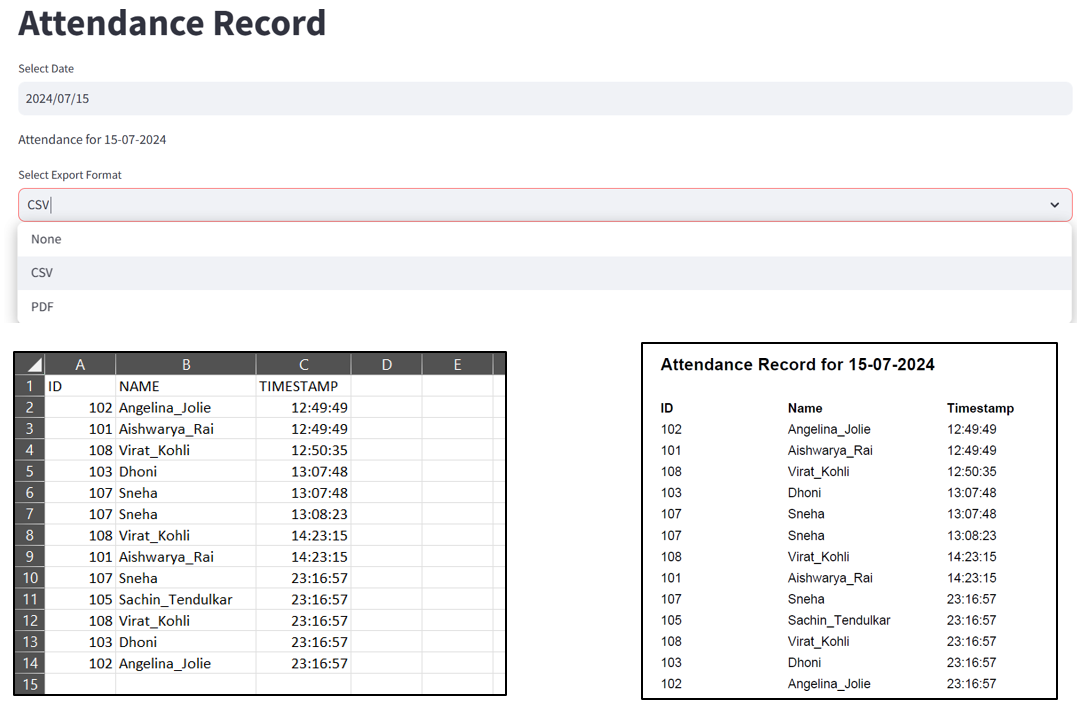 Attendance Record
Select Date
2024/07/15
Attendance for 15-07-2024
Select Export Format
CSV
None
CSV
PDF
A B C D E
1 ID NAME TIMESTAMP
2 102 Angelina_Jolie 12:49:49
3 101 Aishwarya_Rai 12:49:49
4 108 Virat_Kohli 12:50:35
5 103 Dhoni 13:07:48
6 107 Sneha 13:07:48
7 107 Sneha 13:08:23
8 108 Virat_Kohli 14:23:15
9 101 Aishwarya_Rai 14:23:15
10 107 Sneha 23:16:57
11 105 Sachin_Tendulkar 23:16:57
12 108 Virat_Kohli 23:16:57
13 103 Dhoni 23:16:57
14 102 Angelina_Jolie 23:16:57
15
Attendance Record for 15-07-2024
ID Name Timestamp
102 Angelina_Jolie 12:49:49
101 Aishwarya_Rai 12:49:49
108 Virat_Kohli 12:50:35
103 Dhoni 13:07:48
107 Sneha 13:07:48
107 Sneha 13:08:23
108 Virat_Kohli 14:23:15
101 Aishwarya_Rai 14:23:15
107 Sneha 23:16:57
105 Sachin_Tendulkar 23:16:57
108 Virat_Kohli 23:16:57
103 Dhoni 23:16:57
102 Angelina_Jolie 23:16:57